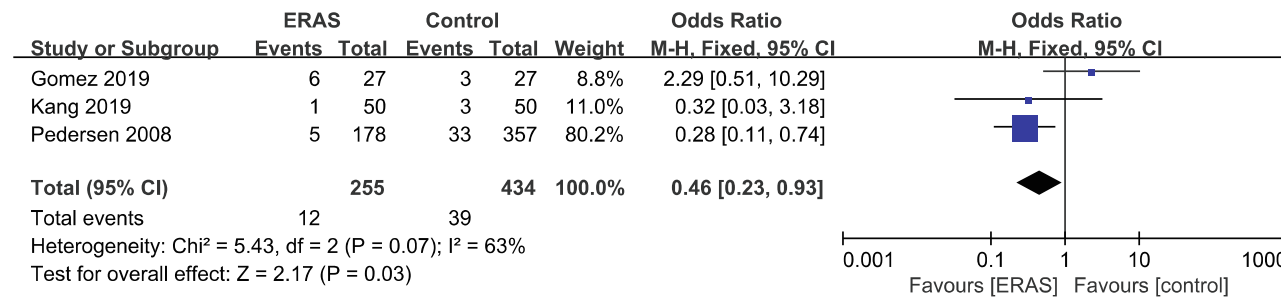 ERAS Control Odds Ratio Odds Ratio
Study or Subgroup Events Total Events Total Weight M-H, Fixed, 95% CI M-H, Fixed, 95% CI
Gomez 2019 6 27 3 27 8.8% 2.29 [0.51, 10.29]
Kang 2019 1 50 3 50 11.0% 0.32 [0.03, 3.18]
Pedersen 2008 5 178 33 357 80.2% 0.28 [0.11, 0.74]
Total (95% CI) 255 434 100.0% 0.46 [0.23, 0.93]
Total events 12 39
Heterogeneity: Chi² = 5.43, df = 2 (P = 0.07); I² = 63%
Test for overall effect: Z = 2.17 (P = 0.03)
0.001 0.1 1 10 1000
Favours [ERAS] Favours [control]